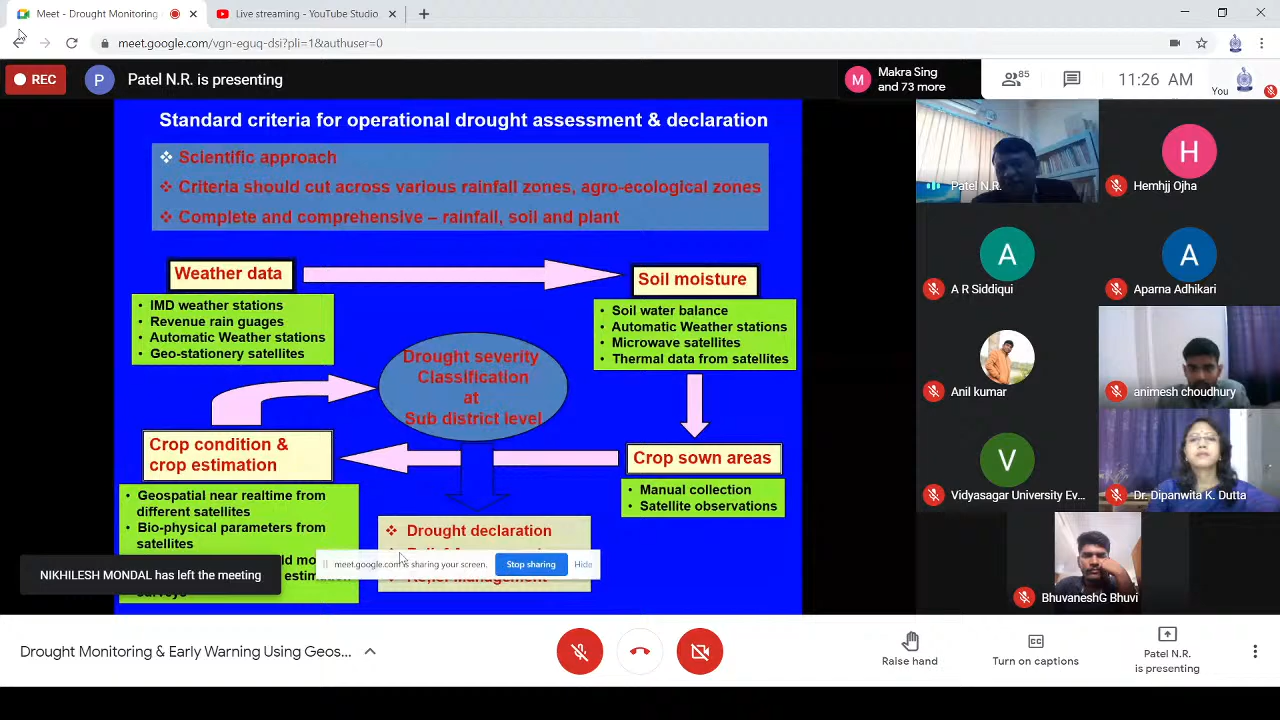 Meet - Drought Monitoring
Live streaming - YouTube Studio
meet.google.com/vgn-eguq-dsi?pli=1&authuser=0
REC
P
Patel N.R. is presenting
M
Makra Sing
and 73 more
85
11:26 AM
You
Standard criteria for operational drought assessment & declaration
❖ Scientific approach
❖ Criteria should cut across various rainfall zones, agro-ecological zones
❖ Complete and comprehensive – rainfall, soil and plant
Weather data
• IMD weather stations
• Revenue rain guages
• Automatic Weather stations
• Geo-stationery satellites
Soil moisture
• Soil water balance
• Automatic Weather stations
• Microwave satellites
• Thermal data from satellites
Drought severity
Classification
at
Sub district level
Crop condition &
crop estimation
• Geospatial near realtime from
different satellites
• Bio-physical parameters from
satellites
Crop sown areas
• Manual collection
• Satellite observations
❖ Drought declaration
meet.google.com is sharing your screen.
Stop sharing
Hide
NIKHILESH MONDAL has left the meeting
Patel N.R.
H
Hemhjj Ojha
A
A R Siddiqui
A
Aparna Adhikari
Anil kumar
animesh choudhury
V
Vidyasagar University Ev...
Dr. Dipanwita K. Dutta
BhuvaneshG Bhuvi
Drought Monitoring & Early Warning Using Geos...
Raise hand
CC
Turn on captions
Patel N.R.
is presenting